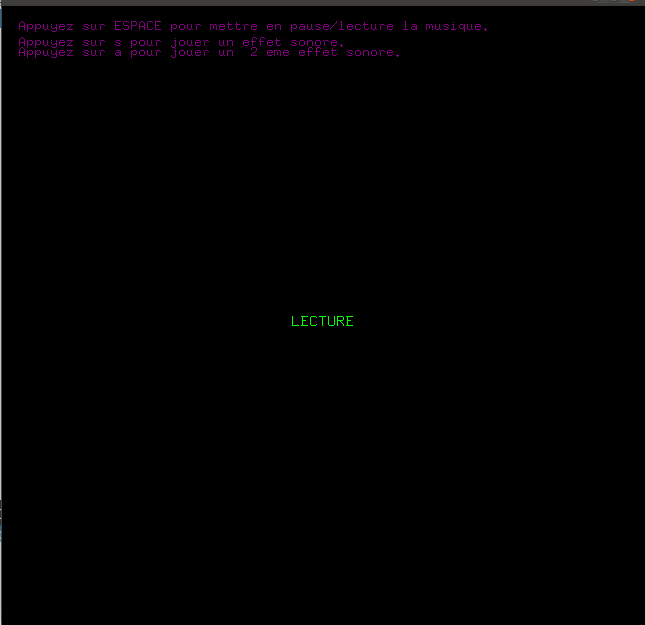 Appuyez sur ESPACE pour mettre en pause/lecture la musique.
Appuyez sur s pour jouer un effet sonore.
Appuyez sur a pour jouer un  2 eme effet sonore.
LECTURE